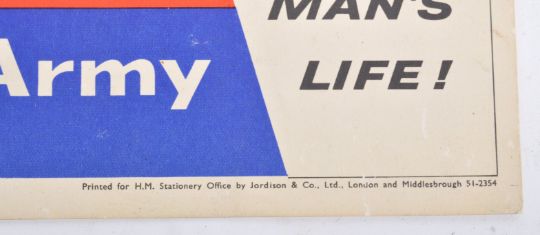 MAN'S
Army
LIFE!
Printed for H.M. Stationery Office by Jordison & Co., Ltd., London and Middlesbrough 51-2354